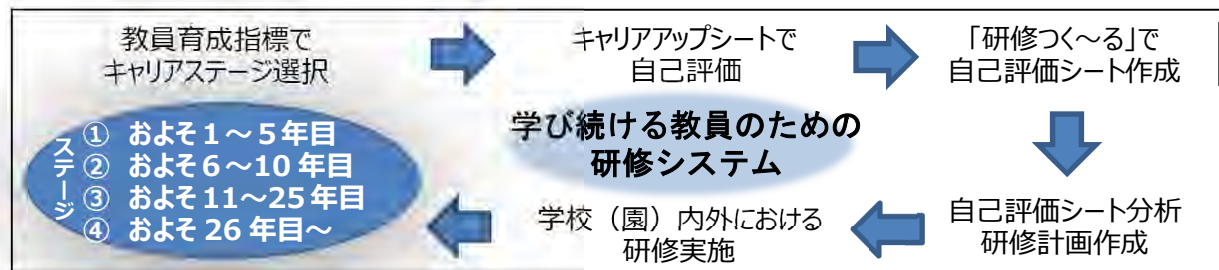 教員育成指標で
キャリアステージ選択
キャリアアップシートで
自己評価
「研修つく～る」で
自己評価シート作成
学び続ける教員のための
研修システム
ステージ
① およそ1～5年目
② およそ6～10年目
③ およそ11～25年目
④ およそ26年目～
学校（園）内外における
研修実施
自己評価シート分析
研修計画作成